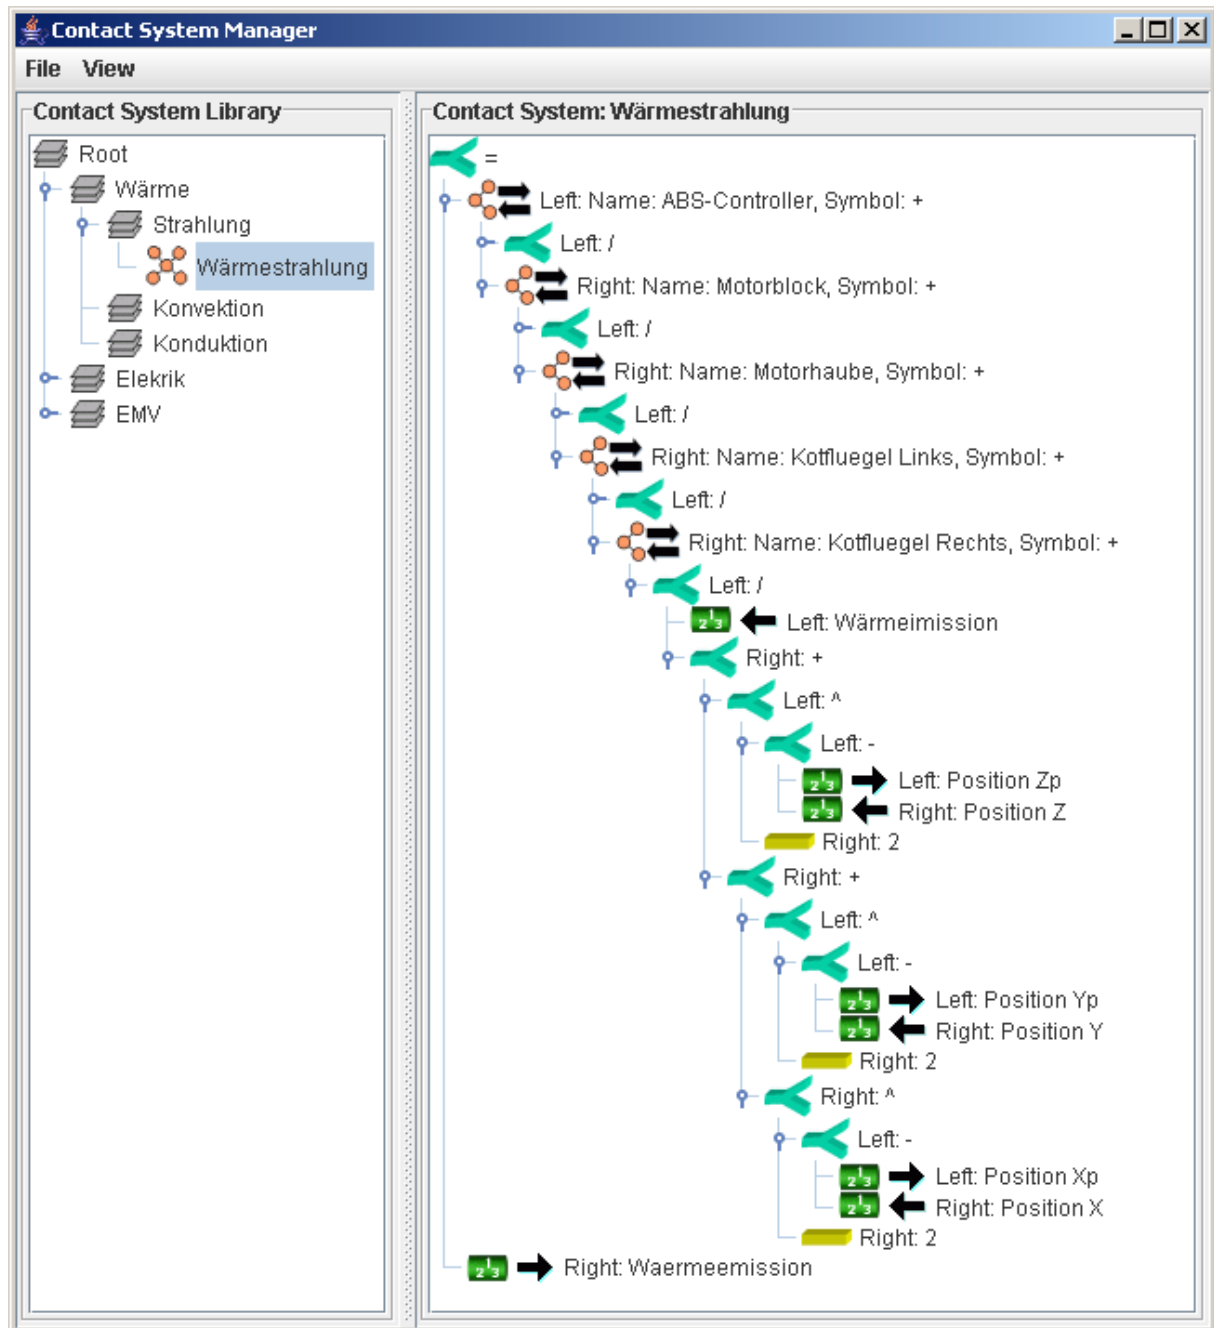 Contact System Manager
File View
Contact System Library
Root
Wärme
Strahlung
Wärmestrahlung
Konvektion
Konduktion
Elekrik
EMV
Contact System: Wärmestrahlung
=
Left: Name: ABS-Controller, Symbol: +
Left: /
Right: Name: Motorblock, Symbol: +
Left: /
Right: Name: Motorhaube, Symbol: +
Left: /
Right: Name: Kotfluegel Links, Symbol: +
Left: /
Right: Name: Kotfluegel Rechts, Symbol: +
Left: /
Left: Wärmeimission
Right: +
Left: ^
Left: -
Left: Position Zp
Right: Position Z
Right: 2
Right: +
Left: ^
Left: -
Left: Position Yp
Right: Position Y
Right: 2
Right: ^
Left: -
Left: Position Xp
Right: Position X
Right: 2
Right: Waermeemission